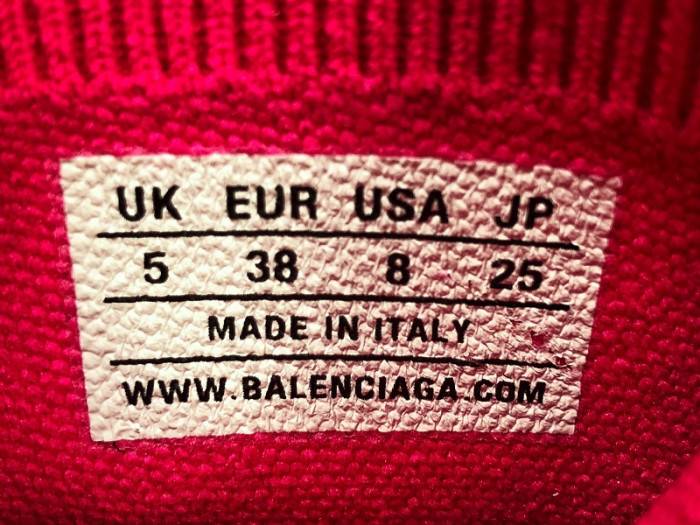 UK EUR USA JP
5 38 8 25
MADE IN ITALY
WWW.BALENCIAGA.COM